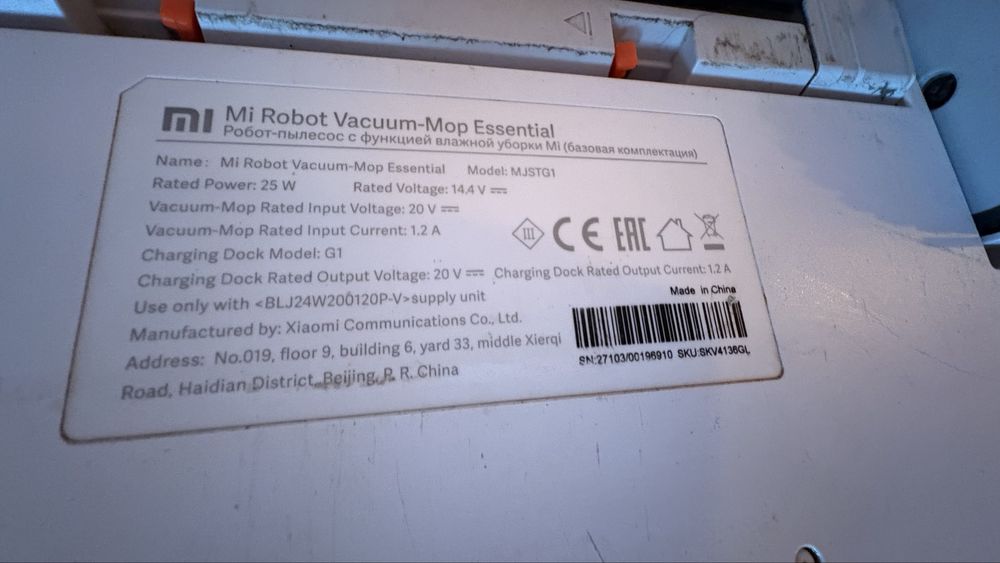 mi Mi Robot Vacuum-Mop Essential
Робот-пылесос с функцией влажной уборки Mi (базовая комплектация)
Name: Mi Robot Vacuum-Mop Essential Model: MJSTG1
Rated Power: 25 W Rated Voltage: 14.4 V
Vacuum-Mop Rated Input Voltage: 20 V
Vacuum-Mop Rated Input Current: 1.2 A
Charging Dock Model: G1
III CE EAC
Charging Dock Rated Output Voltage: 20 V Charging Dock Rated Output Current: 1.2 A
Use only with <BLJ24W200120P-V> supply unit
Made in China
Manufactured by: Xiaomi Communications Co., Ltd.
Address: No.019, floor 9, building 6, yard 33, middle Xierqi
Road, Haidian District, Beijing, P. R. China
SN:27103/00196910 SKU:SKV4136GL